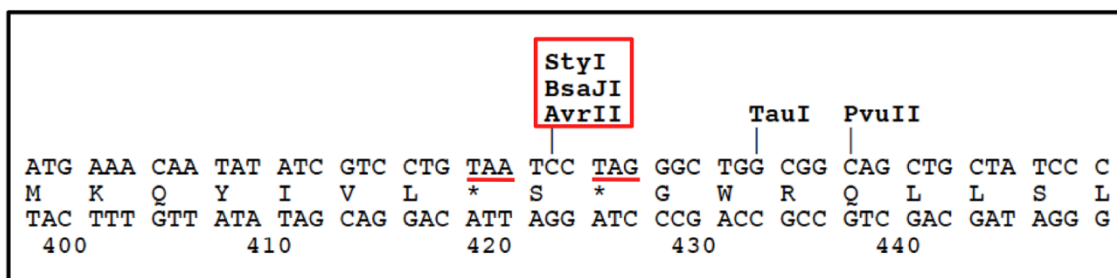 StyI
BsaJI
AvrII TauI PvuII
| | |
ATG AAA CAA TAT ATC GTC CTG TAA TCC TAG GGC TGG CGG CAG CTG CTA TCC C
M K Q Y I V L * S * G W R Q L L S L
TAC TTT GTT ATA TAG CAG GAC ATT AGG ATC CCG ACC GCC GTC GAC GAT AGG G
400 410 420 430 440